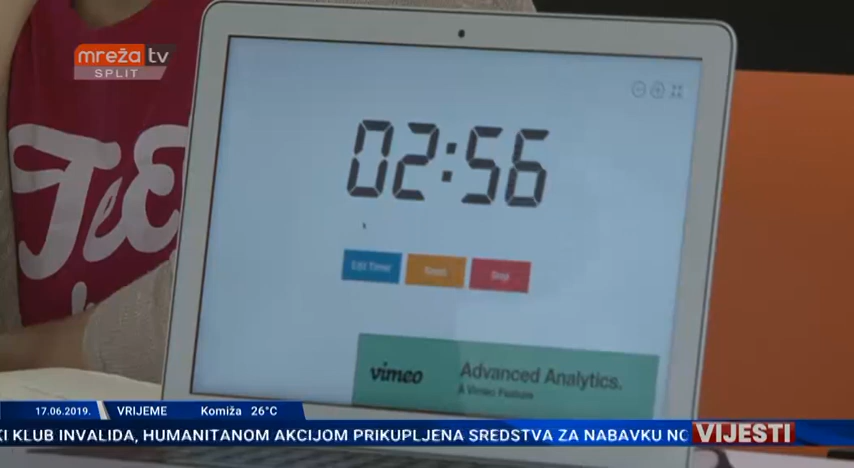 mreža tv
SPLIT
02:56
Edit Timer
Reset
Stop
vimeo
Advanced Analytics.
A Vimeo Feature
17.06.2019.
VRIJEME
Komiža 26°C
KI KLUB INVALIDA, HUMANITANOM AKCIJOM PRIKUPLJENA SREDSTVA ZA NABAVKU
VIJESTI